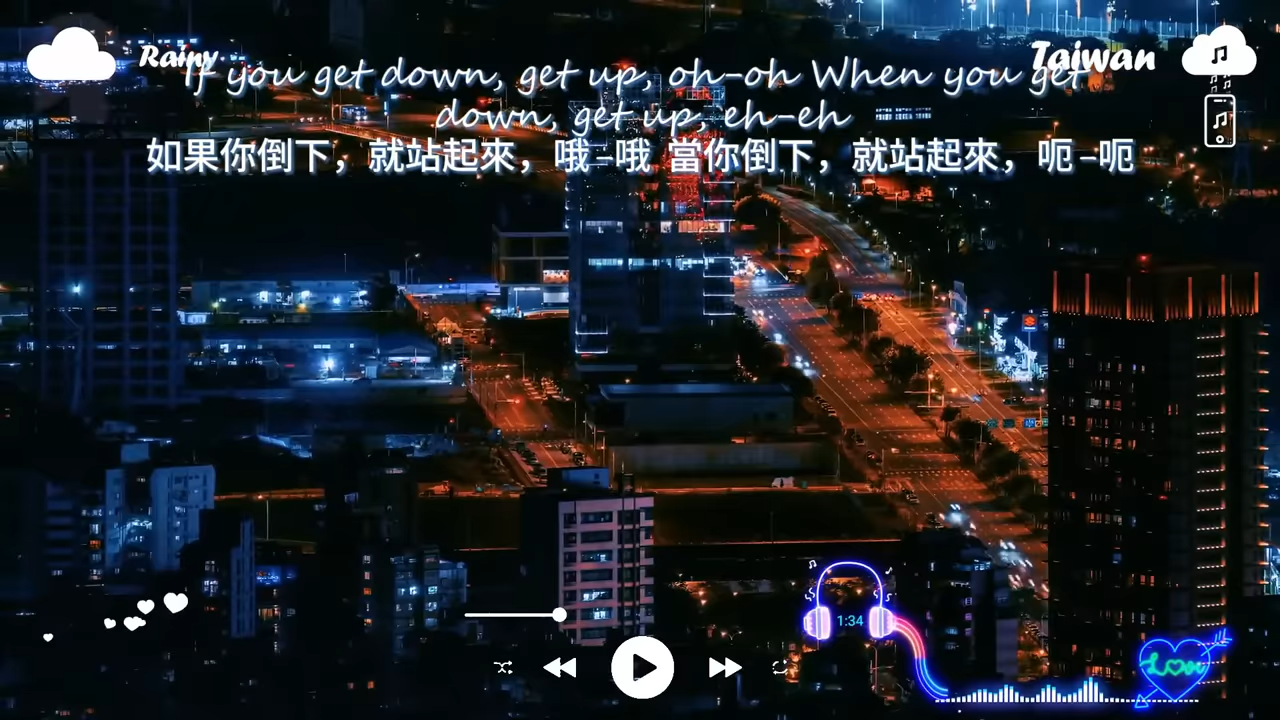 Rainy
Taiwan
If you get down, get up, oh-oh When you get
down, get up, eh-eh
如果你倒下，就站起來，哦–哦 當你倒下，就站起來，呃–呃
1:34
Love